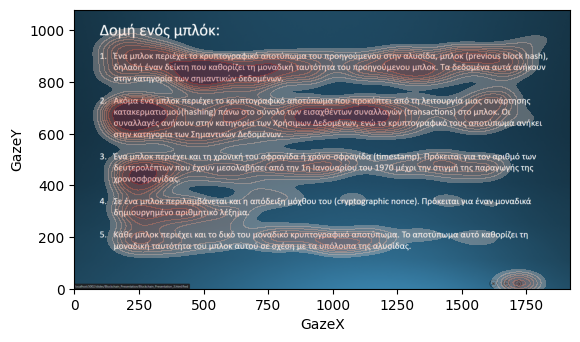 Δομή ενός μπλόκ:
1. Ένα μπλοκ περιέχει το κρυπτογραφικό αποτύπωμα του προηγούμενου στην αλυσίδα, μπλοκ (previous block hash),
δηλαδή έναν δείκτη που καθορίζει τη μοναδική ταυτότητα του προηγούμενου μπλοκ. Τα δεδομένα αυτά ανήκουν
στην κατηγορία των σημαντικών δεδομένων.
2. Ακόμα ένα μπλοκ περιέχει το κρυπτογραφικό αποτύπωμα που προκύπτει από τη λειτουργία μιας συνάρτησης
κατακερματισμού(hashing) πάνω στο σύνολο των εισαχθέντων συναλλαγών (transactions) στο μπλοκ. Οι
συναλλαγές ανήκουν στην κατηγορία των Χρήσιμων Δεδομένων, ενώ το κρυπτογραφικό τους αποτύπωμα ανήκει
στην κατηγορία των Σημαντικών Δεδομένων.
3. Ένα μπλοκ περιέχει και τη χρονική του σφραγίδα ή χρόνο-σφραγίδα (timestamp). Πρόκειται για τον αριθμό των
δευτερολέπτων που έχουν μεσολαβήσει από την 1η Ιανουαρίου του 1970 μέχρι την στιγμή της παραγωγής της
χρονοσφραγίδας.
4. Σε ένα μπλοκ περιλαμβάνεται και η απόδειξη μόχθου του (cryptographic nonce). Πρόκειται για έναν μοναδικά
δημιουργημένο αριθμητικό λέξημα.
5. Κάθε μπλοκ περιέχει και το δικό του μοναδικό κρυπτογραφικό αποτύπωμα. Το αποτύπωμα αυτό καθορίζει τη
μοναδική ταυτότητα του μπλοκ αυτού σε σχέση με τα υπόλοιπα της αλυσίδας.
GazeY
1000
800
600
400
200
0
0 250 500 750 1000 1250 1500 1750
GazeX